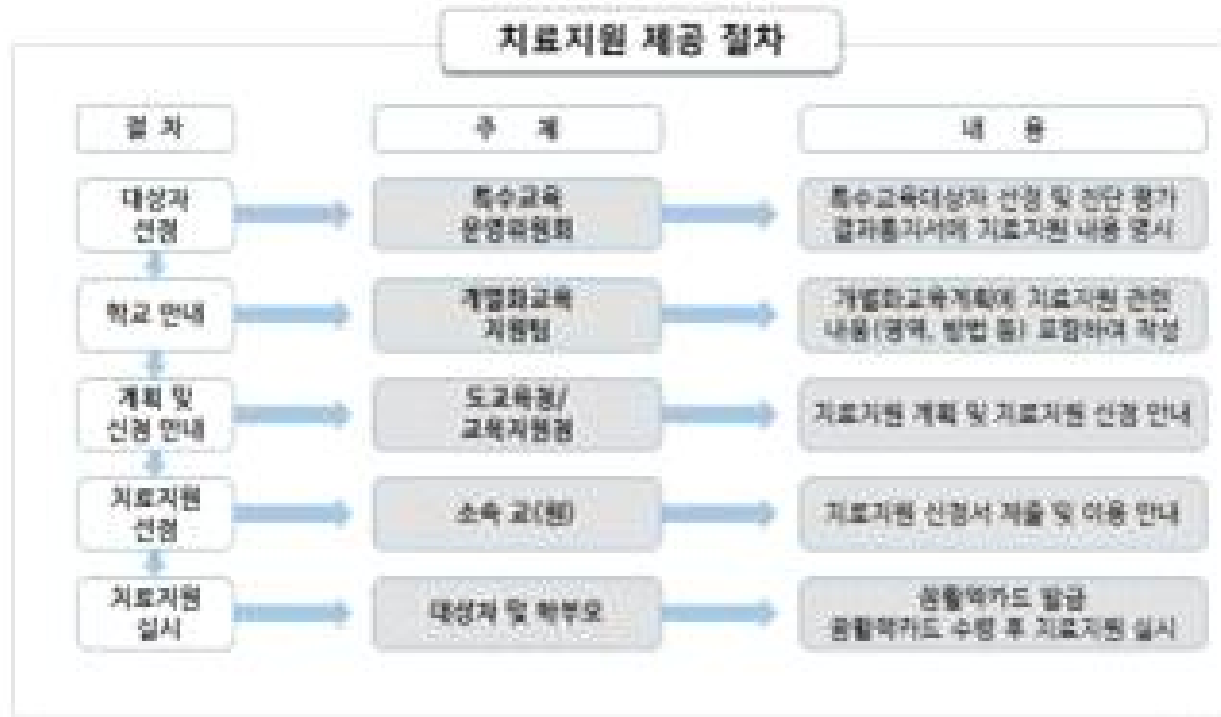 치료지원 제공 절차
절 차
주 체
내 용
대상자
선정
특수교육
운영위원회
특수교육대상자 선정 및 진단 평가
결과통지서에 치료지원 내용 명시
학교 안내
개별화교육
지원팀
개별화교육계획에 치료지원 관련
내용(영역, 방법 등) 포함하여 작성
계획 및
신청 안내
도교육청/
교육지원청
치료지원 계획 및 치료지원 신청 안내
치료지원
신청
소속 교(원)
치료지원 신청서 제출 및 이용 안내
치료지원
실시
대상자 및 학부모
꿈활짝카드 발급
꿈활짝카드 수령 후 치료지원 실시